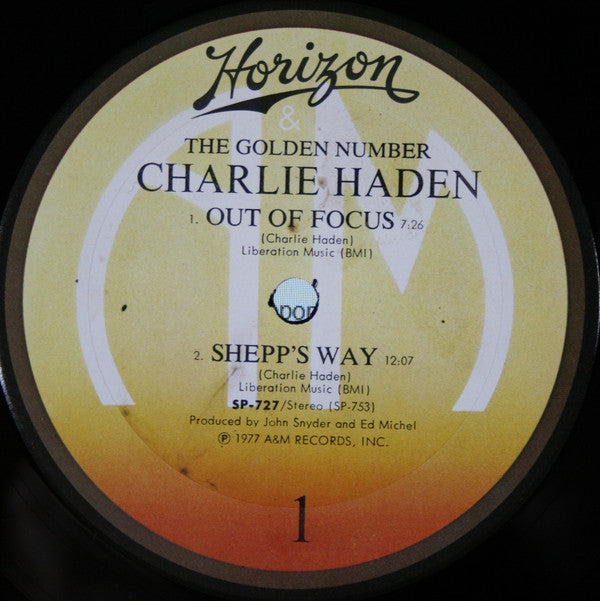 Horizon
&
THE GOLDEN NUMBER
CHARLIE HADEN
1. OUT OF FOCUS 7:26
(Charlie Haden)
Liberation Music (BMI)
2. SHEPP'S WAY 12:07
(Charlie Haden)
Liberation Music (BMI)
SP-727/Stereo (SP-753)
Produced by John Snyder and Ed Michel
℗ 1977 A&M RECORDS, INC.
1